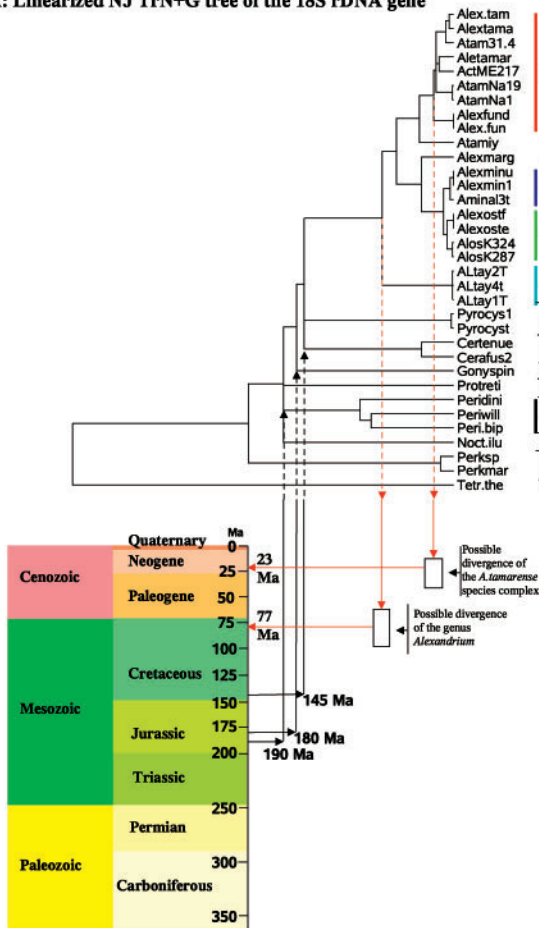 : Linearized NJ TrN+G tree of the 18S rDNA gene
Alex.tam
Alextama
Atam31.4
Aletamar
ActME217
AtamNa19
AtamNa1
Alexfund
Alex.fun
Atamiy
Alexmarg
Alexminu
Alexmin1
Aminal3t
Alexostf
Alexoste
AlosK324
AlosK287
ALtay2T
ALtay4t
ALtay1T
Pyrocys1
Pyrocyst
Certenue
Cerafus2
Gonyspin
Protreti
Peridini
Periwill
Peri.bip
Noct.ilu
Perksp
Perkmar
Tetr.the
Ma
Quaternary
0
Neogene
23
Ma
25
Cenozoic
Paleogene
50
Possible
divergence of
the A.tamarense
species complex
75
77
Ma
Possible divergence
of the genus
Alexandrium
100
Cretaceous
125
150
145 Ma
Mesozoic
175
Jurassic
180 Ma
190 Ma
200
Triassic
250
Permian
300
Paleozoic
Carboniferous
350